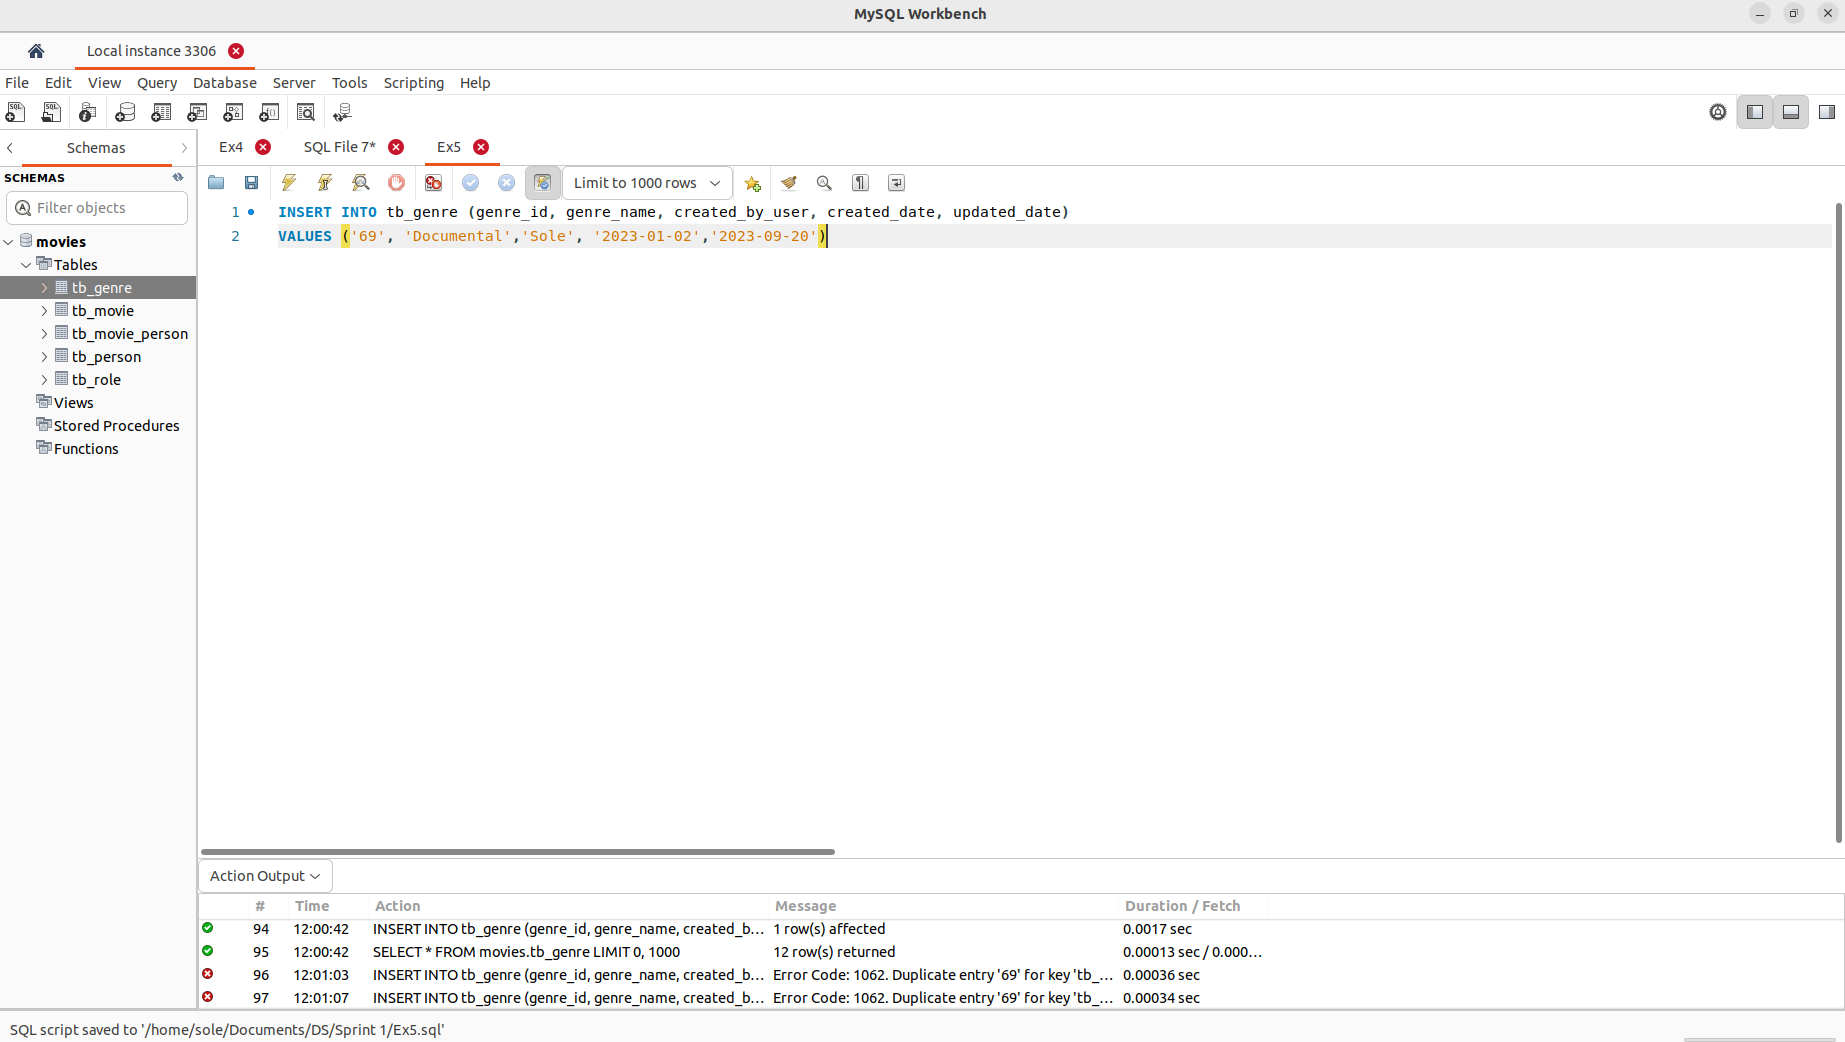 MySQL Workbench
Local instance 3306
File Edit View Query Database Server Tools Scripting Help
Schemas
Ex4
SQL File 7*
Ex5
SCHEMAS
Filter objects
movies
Tables
tb_genre
tb_movie
tb_movie_person
tb_person
tb_role
Views
Stored Procedures
Functions
Limit to 1000 rows
1 INSERT INTO tb_genre (genre_id, genre_name, created_by_user, created_date, updated_date)
2 VALUES ('69', 'Documental','Sole', '2023-01-02','2023-09-20')
Action Output
# Time Action Message Duration / Fetch
94 12:00:42 INSERT INTO tb_genre (genre_id, genre_name, created_b... 1 row(s) affected 0.0017 sec
95 12:00:42 SELECT * FROM movies.tb_genre LIMIT 0, 1000 12 row(s) returned 0.00013 sec / 0.000...
96 12:01:03 INSERT INTO tb_genre (genre_id, genre_name, created_b... Error Code: 1062. Duplicate entry '69' for key 'tb_... 0.00036 sec
97 12:01:07 INSERT INTO tb_genre (genre_id, genre_name, created_b... Error Code: 1062. Duplicate entry '69' for key 'tb_... 0.00034 sec
SQL script saved to '/home/sole/Documents/DS/Sprint 1/Ex5.sql'